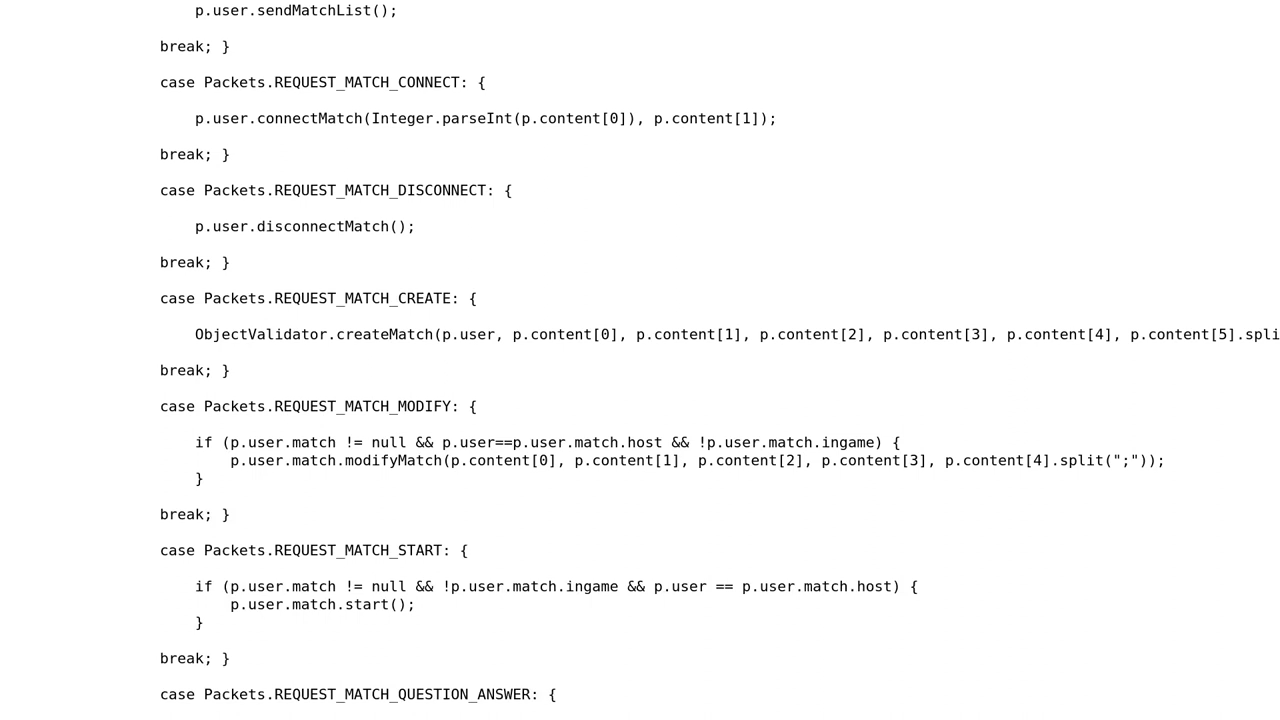 p.user.sendMatchList();
break; }
case Packets.REQUEST_MATCH_CONNECT: {
p.user.connectMatch(Integer.parseInt(p.content[0]), p.content[1]);
break; }
case Packets.REQUEST_MATCH_DISCONNECT: {
p.user.disconnectMatch();
break; }
case Packets.REQUEST_MATCH_CREATE: {
ObjectValidator.createMatch(p.user, p.content[0], p.content[1], p.content[2], p.content[3], p.content[4], p.content[5].spli
break; }
case Packets.REQUEST_MATCH_MODIFY: {
if (p.user.match != null && p.user==p.user.match.host && !p.user.match.ingame) {
p.user.match.modifyMatch(p.content[0], p.content[1], p.content[2], p.content[3], p.content[4].split(";"));
}
break; }
case Packets.REQUEST_MATCH_START: {
if (p.user.match != null && !p.user.match.ingame && p.user == p.user.match.host) {
p.user.match.start();
}
break; }
case Packets.REQUEST_MATCH_QUESTION_ANSWER: {